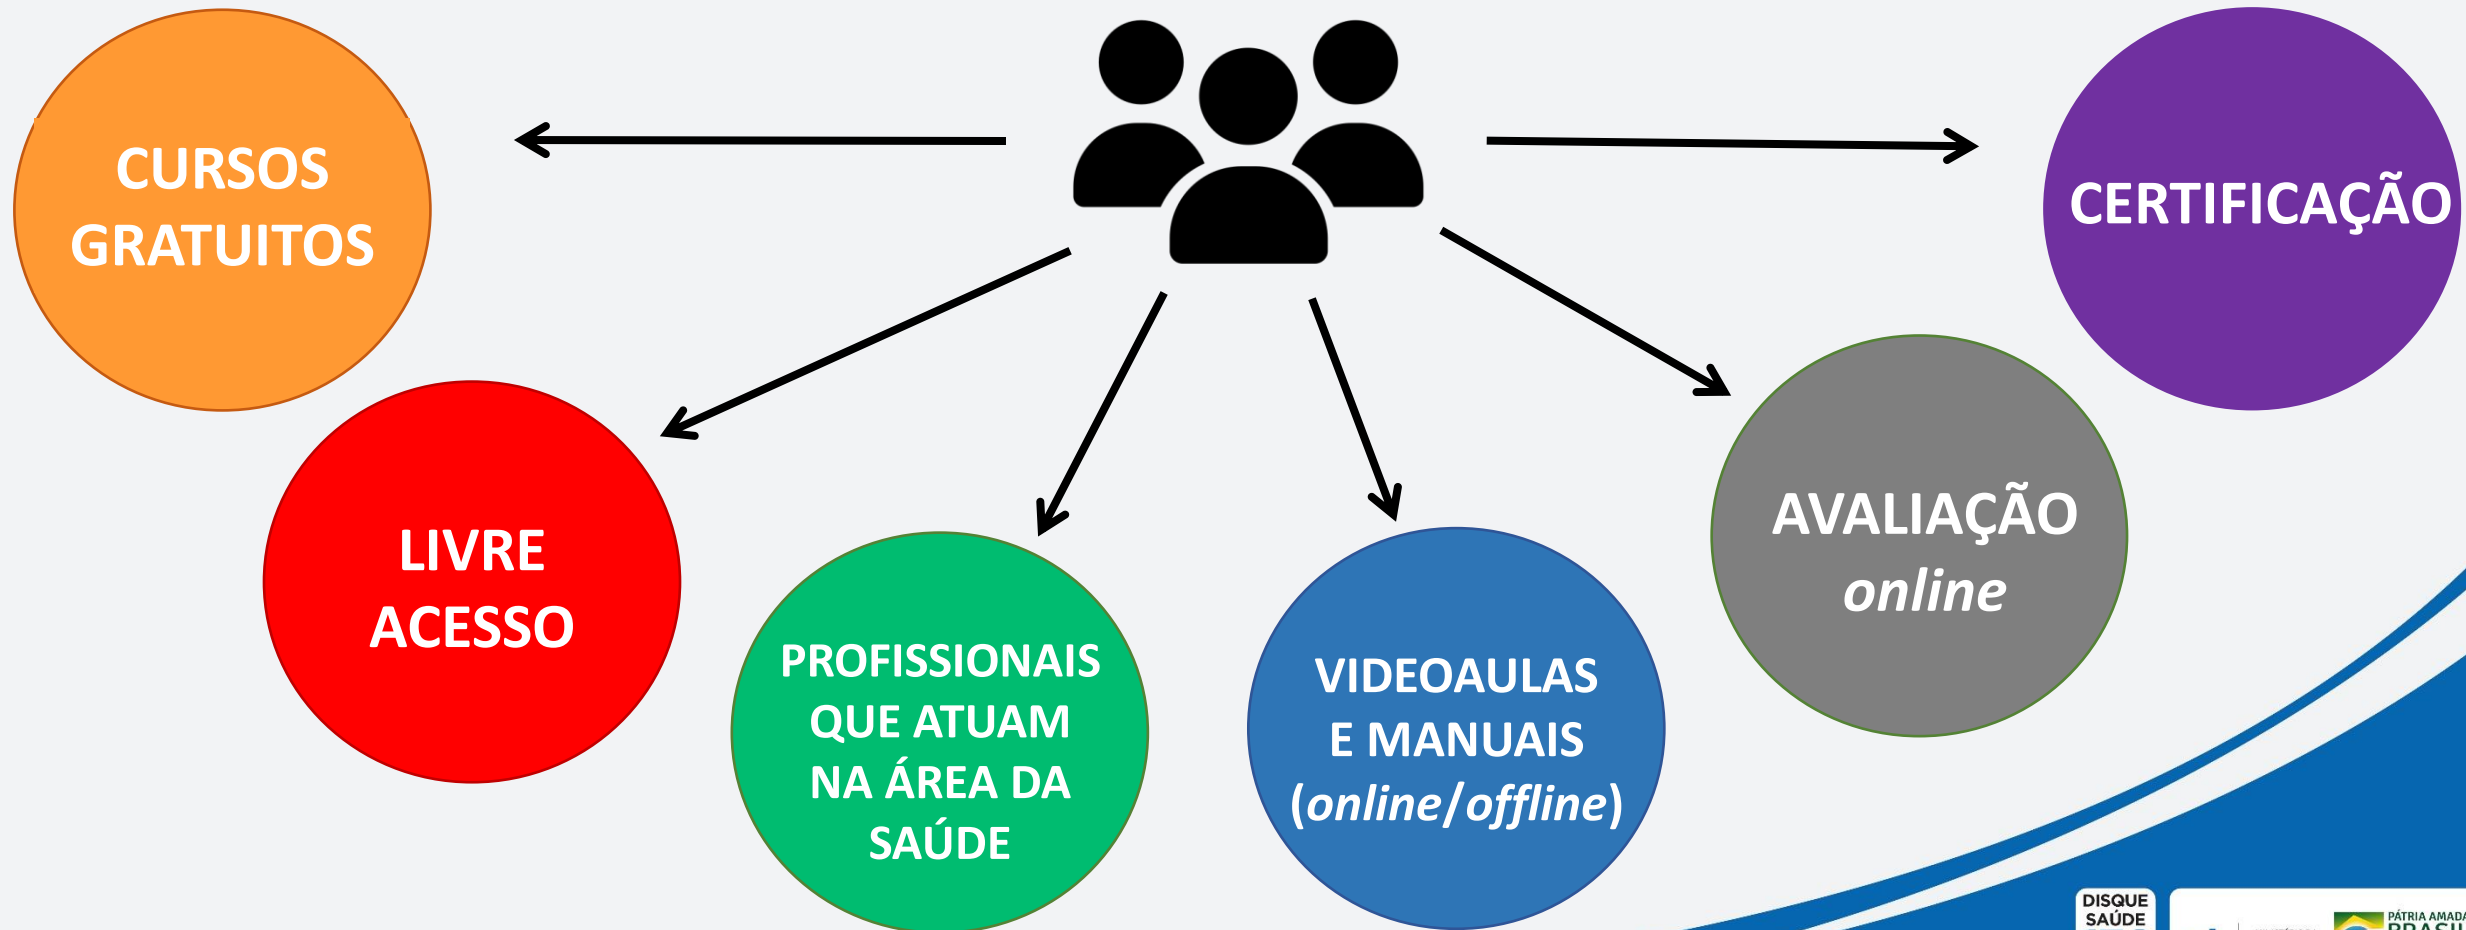 CURSOS
GRATUITOS
CERTIFICAÇÃO
LIVRE
ACESSO
AVALIAÇÃO
online
PROFISSIONAIS
QUE ATUAM
NA ÁREA DA
SAÚDE
VIDEOAULAS
E MANUAIS
(online/offline)
DISQUE
SAÚDE
PÁTRIA AMADA